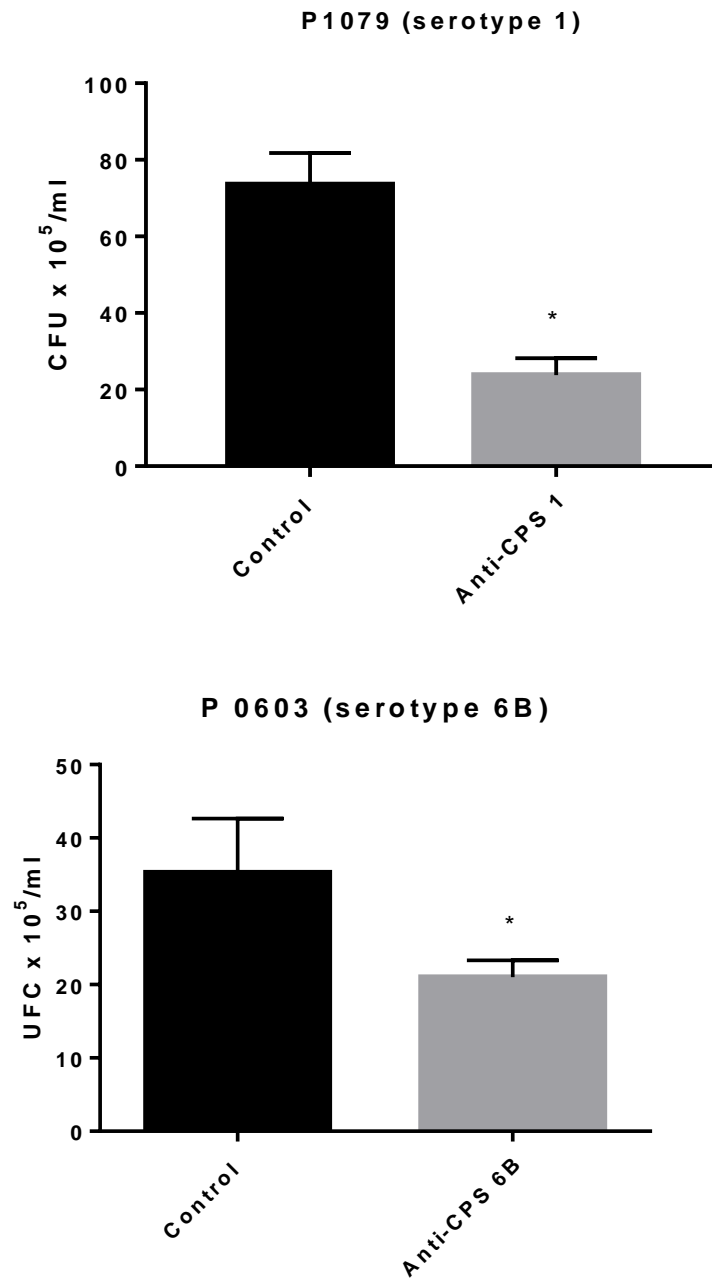 P1079 (serotype 1)
100
80
60
40
20
0
CFU x 10⁵/ml
*
Control
Anti-CPS 1
P 0603 (serotype 6B)
50
40
30
20
10
0
UFC x 10⁵/ml
*
Control
Anti-CPS 6B